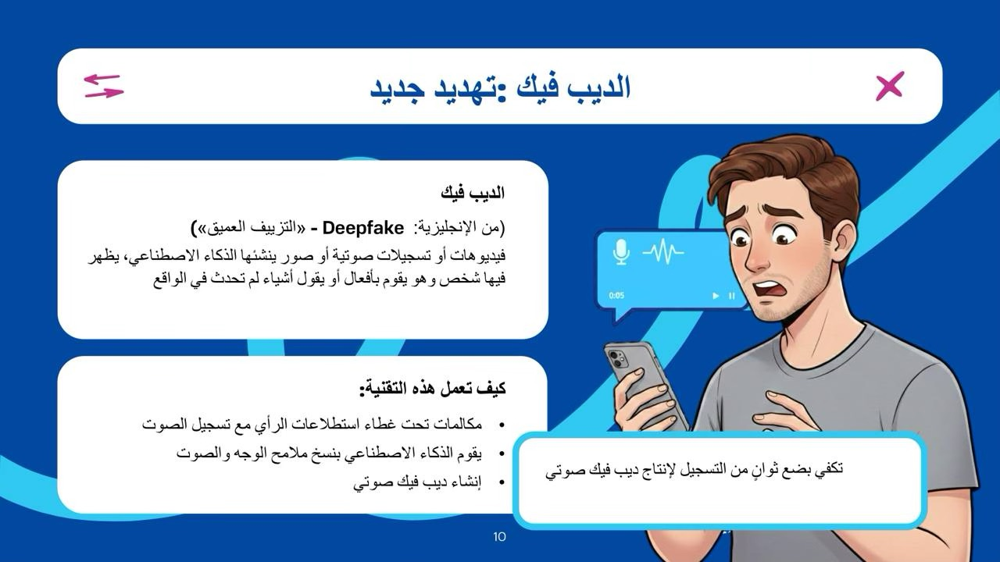 الديب فيك :تهديد جديد
الديب فيك
(من الإنجليزية: Deepfake - «التزييف العميق»)
فيديوهات أو تسجيلات صوتية أو صور ينشئها الذكاء الاصطناعي، يظهر
فيها شخص وهو يقوم بأفعال أو يقول أشياء لم تحدث في الواقع
0:05
كيف تعمل هذه التقنية:
• مكالمات تحت غطاء استطلاعات الرأي مع تسجيل الصوت
• يقوم الذكاء الاصطناعي بنسخ ملامح الوجه والصوت
• إنشاء ديب فيك صوتي
تكفي بضع ثوانٍ من التسجيل لإنتاج ديب فيك صوتي
10